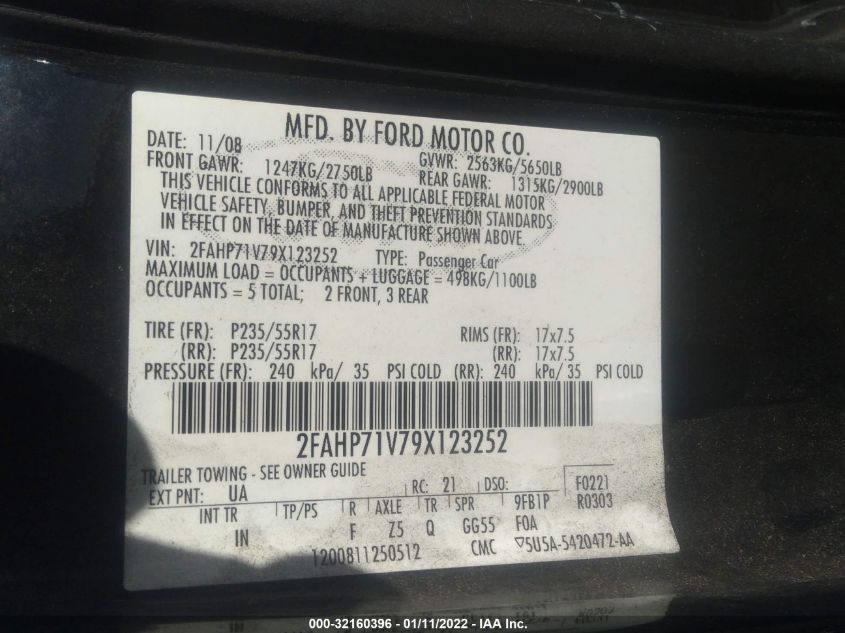 MFD. BY FORD MOTOR CO.
DATE: 11/08 GVWR: 2563KG/5650LB
FRONT GAWR: 1247KG/2750LB REAR GAWR: 1315KG/2900LB
THIS VEHICLE CONFORMS TO ALL APPLICABLE FEDERAL MOTOR
VEHICLE SAFETY, BUMPER, AND THEFT PREVENTION STANDARDS
IN EFFECT ON THE DATE OF MANUFACTURE SHOWN ABOVE.
VIN: 2FAHP71V79X123252 TYPE: Passenger Car
MAXIMUM LOAD = OCCUPANTS + LUGGAGE = 498KG/1100LB
OCCUPANTS = 5 TOTAL; 2 FRONT, 3 REAR
TIRE (FR): P235/55R17 RIMS (FR): 17x7.5
(RR): P235/55R17 (RR): 17x7.5
PRESSURE (FR): 240 kPa/ 35 PSI COLD (RR): 240 kPa/ 35 PSI COLD
2FAHP71V79X123252
TRAILER TOWING - SEE OWNER GUIDE
EXT PNT: UA RC: 21 DSO: F0221
INT TR TP/PS R AXLE TR SPR 9FB1P R0303
IN F Z5 Q GG55 FOA
T200811250512 CMC ▽5U5A-5420472-AA
000-32160396 - 01/11/2022 - IAA Inc.